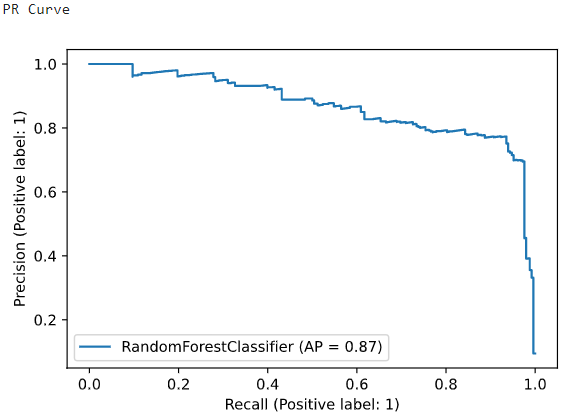 PR Curve
1.0
0.8
0.6
0.4
0.2
Precision (Positive label: 1)
RandomForestClassifier (AP = 0.87)
0.0 0.2 0.4 0.6 0.8 1.0
Recall (Positive label: 1)